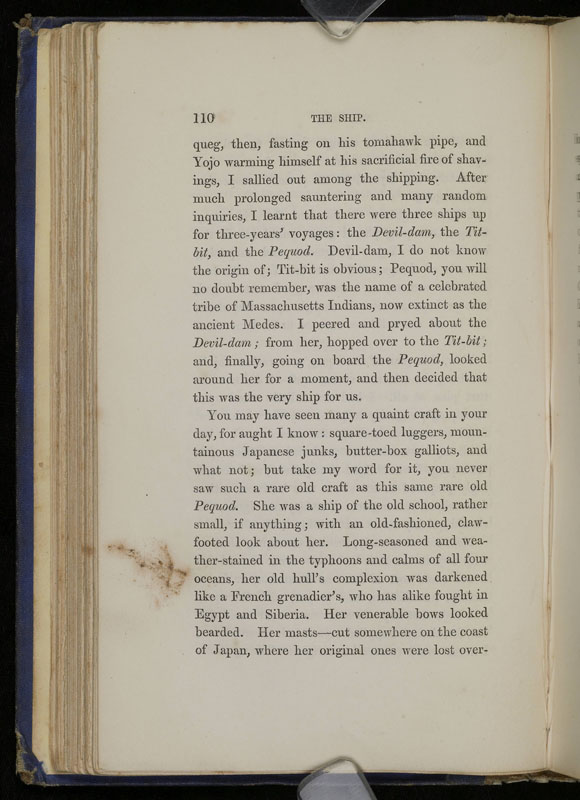 110 THE SHIP.
queg, then, fasting on his tomahawk pipe, and
Yojo warming himself at his sacrificial fire of shav-
ings, I sallied out among the shipping. After
much prolonged sauntering and many random
inquiries, I learnt that there were three ships up
for three-years' voyages: the Devil-dam, the Tit-
bit, and the Pequod. Devil-dam, I do not know
the origin of; Tit-bit is obvious; Pequod, you will
no doubt remember, was the name of a celebrated
tribe of Massachusetts Indians, now extinct as the
ancient Medes. I peered and pryed about the
Devil-dam; from her, hopped over to the Tit-bit;
and, finally, going on board the Pequod, looked
around her for a moment, and then decided that
this was the very ship for us.
You may have seen many a quaint craft in your
day, for aught I know: square-toed luggers, moun-
tainous Japanese junks, butter-box galliots, and
what not; but take my word for it, you never
saw such a rare old craft as this same rare old
Pequod. She was a ship of the old school, rather
small, if anything; with an old-fashioned, claw-
footed look about her. Long-seasoned and wea-
ther-stained in the typhoons and calms of all four
oceans, her old hull's complexion was darkened
like a French grenadier's, who has alike fought in
Egypt and Siberia. Her venerable bows looked
bearded. Her masts—cut somewhere on the coast
of Japan, where her original ones were lost over-